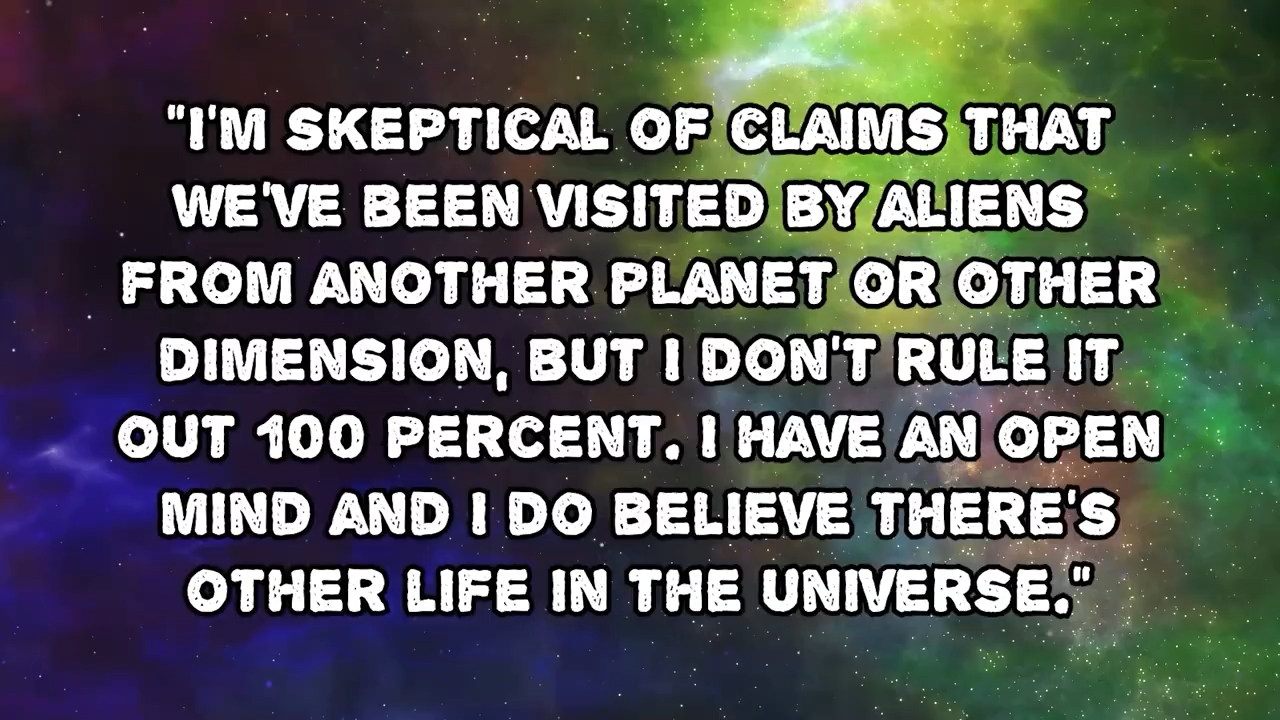 "I'M SKEPTICAL OF CLAIMS THAT
WE'VE BEEN VISITED BY ALIENS
FROM ANOTHER PLANET OR OTHER
DIMENSION, BUT I DON'T RULE IT
OUT 100 PERCENT. I HAVE AN OPEN
MIND AND I DO BELIEVE THERE'S
OTHER LIFE IN THE UNIVERSE."